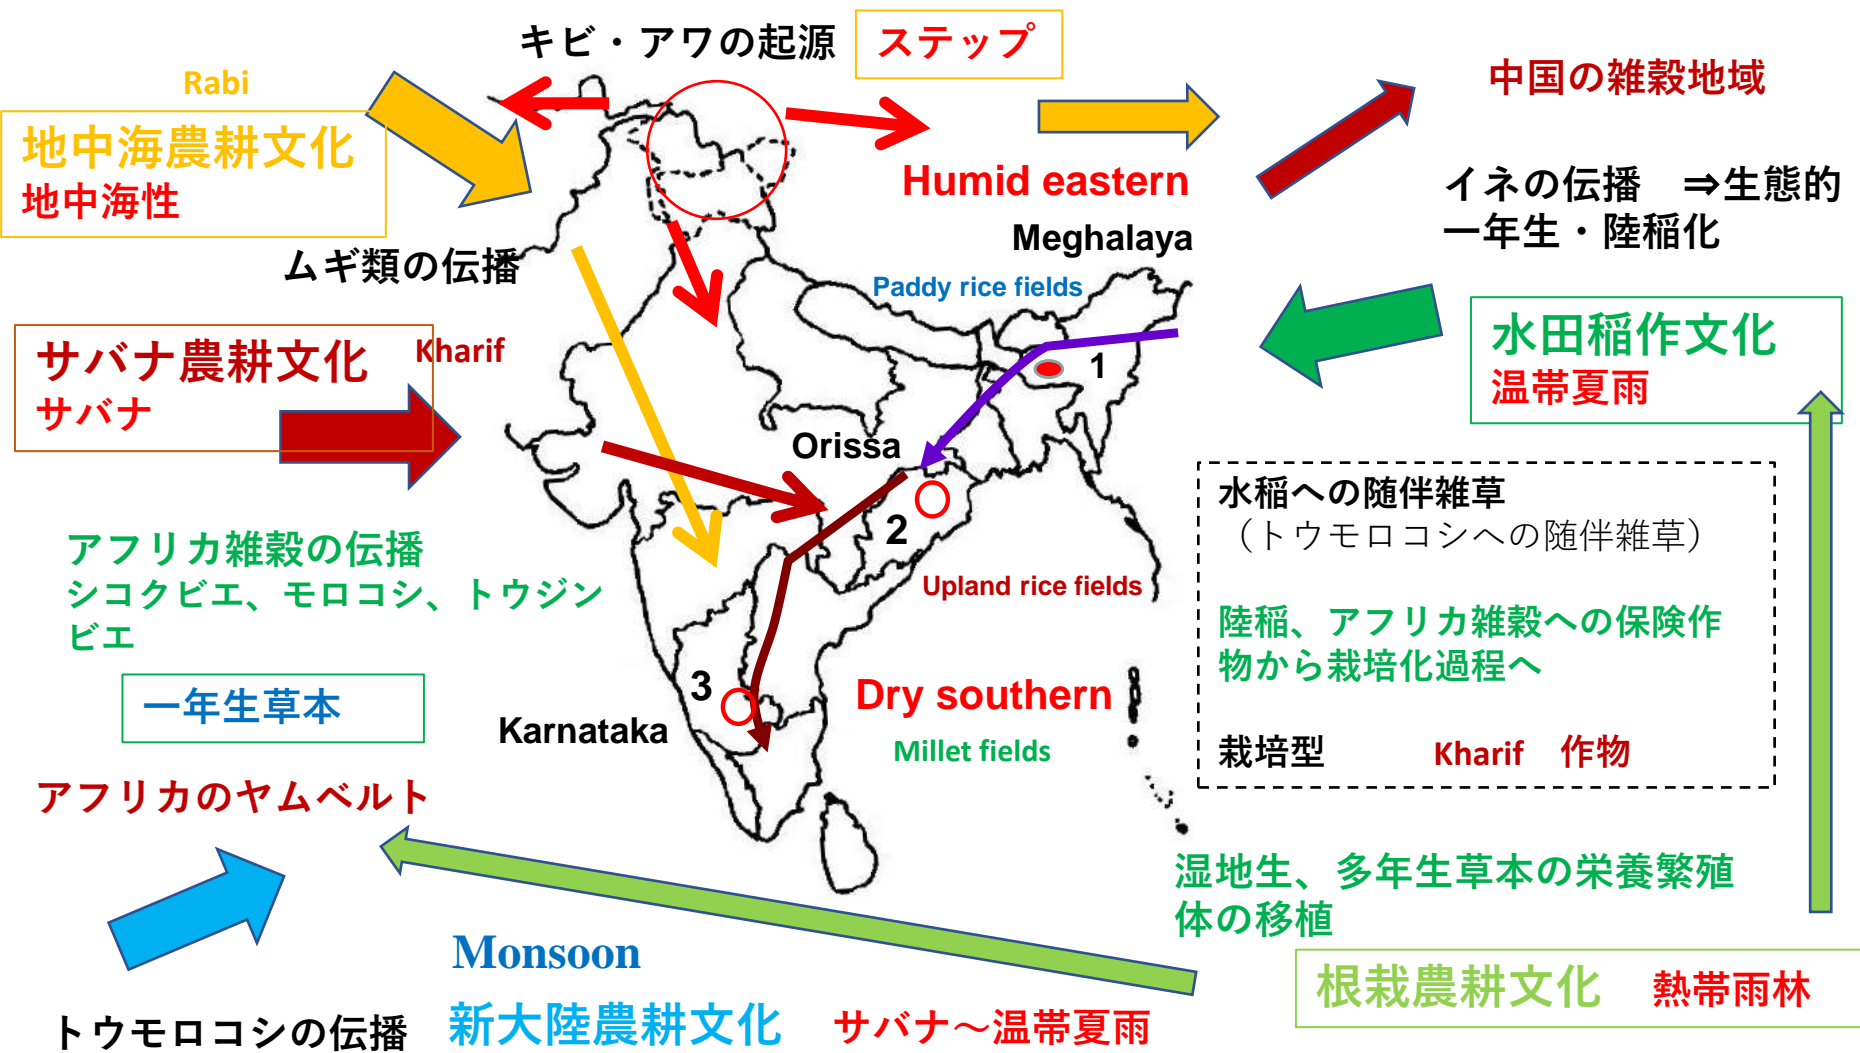 キビ・アワの起源
ステップ
Rabi
中国の雑穀地域
地中海農耕文化
地中海性
Humid eastern
イネの伝播　⇒生態的
一年生・陸稲化
Meghalaya
ムギ類の伝播
Paddy rice fields
サバナ農耕文化
サバナ
Kharif
水田稲作文化
温帯夏雨
1
Orissa
水稲への随伴雑草
（トウモロコシへの随伴雑草）
2
アフリカ雑穀の伝播
シコクビエ、モロコシ、トウジン
ビエ
Upland rice fields
陸稲、アフリカ雑穀への保険作
物から栽培化過程へ
3
Dry southern
一年生草本
Karnataka
Millet fields
栽培型　Kharif　作物
アフリカのヤムベルト
湿地生、多年生草本の栄養繁殖
体の移植
Monsoon
根栽農耕文化　熱帯雨林
トウモロコシの伝播
新大陸農耕文化
サバナ～温帯夏雨